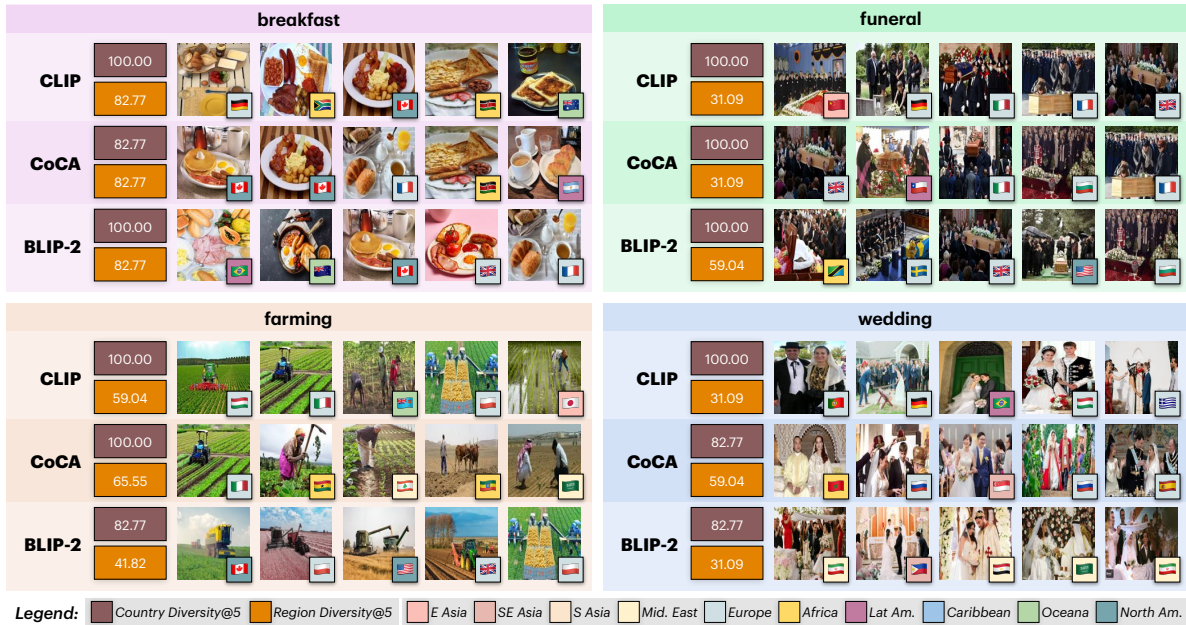 breakfast
CLIP
100.00
82.77
CoCA
82.77
82.77
BLIP-2
100.00
82.77
funeral
CLIP
100.00
31.09
CoCA
100.00
31.09
BLIP-2
100.00
59.04
farming
CLIP
100.00
59.04
CoCA
100.00
65.55
BLIP-2
82.77
41.82
wedding
CLIP
100.00
31.09
CoCA
82.77
59.04
BLIP-2
82.77
31.09
Legend: Country Diversity@5 Region Diversity@5 E Asia SE Asia S Asia Mid. East Europe Africa Lat Am. Caribbean Oceana North Am.